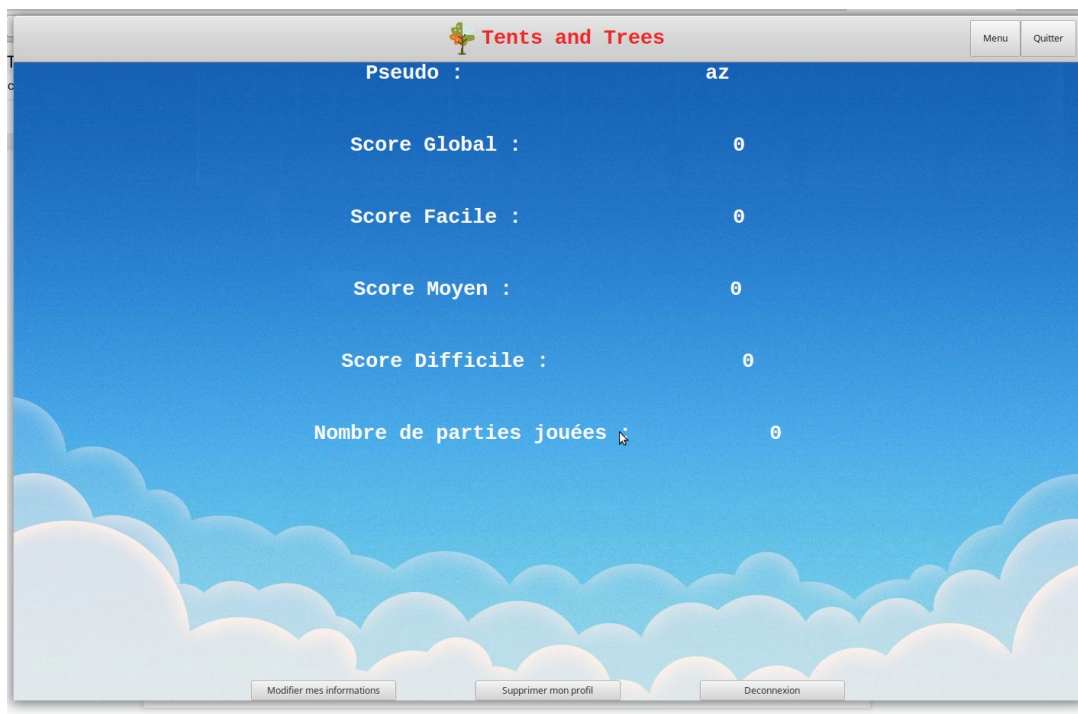 Tents and Trees
Menu Quitter
Pseudo : az
Score Global : 0
Score Facile : 0
Score Moyen : 0
Score Difficile : 0
Nombre de parties jouées : 0
Modifier mes informations Supprimer mon profil Deconnexion